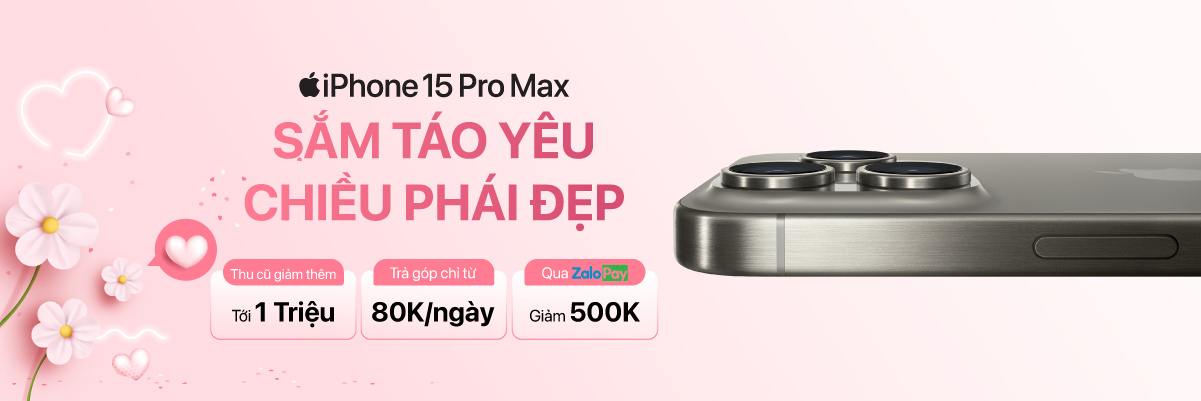 iPhone 15 Pro Max
SẮM TÁO YÊU
CHIỀU PHÁI ĐẸP
Thu cũ giảm thêm
Tới 1 Triệu
Trả góp chỉ từ
80K/ngày
Qua ZaloPay
Giảm 500K